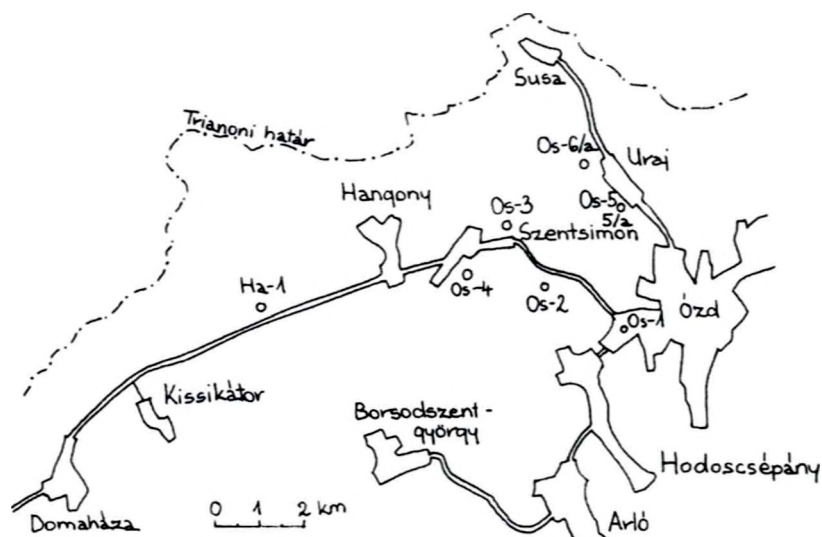 Susa
Trianoni határ
Os-6/a
Uraj
Hangony
Os-3
Os-5
5/a
Szentsimon
Ha-1
Os-4
Os-2
Os-1
Ózd
Kissikátor
Borsodszent-
györgy
Hodoscsépány
Domaháza
0 1 2 km
Arló